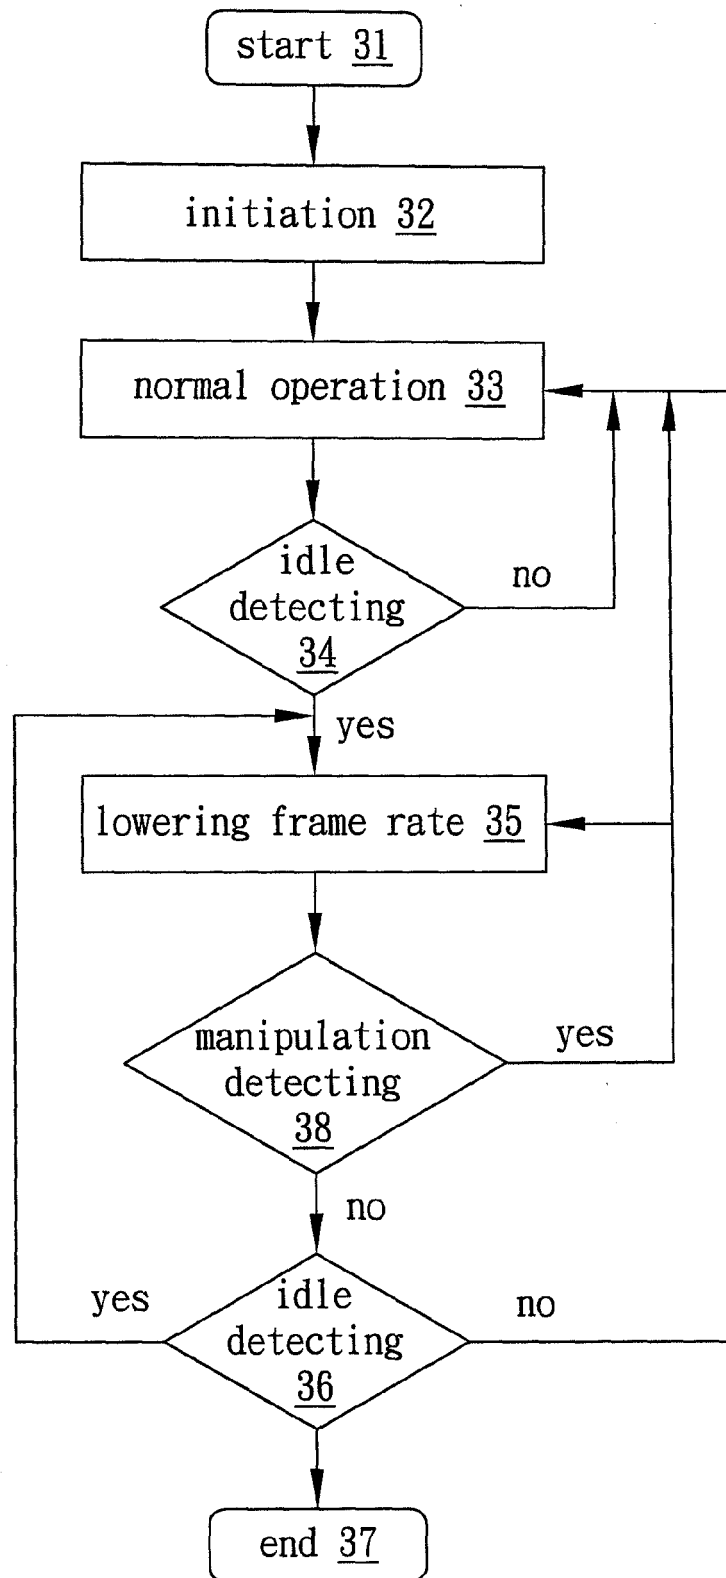 start 31
initiation 32
normal operation 33
idle
detecting
34
no
yes
lowering frame rate 35
manipulation
detecting
38
yes
no
yes
idle
detecting
36
no
end 37